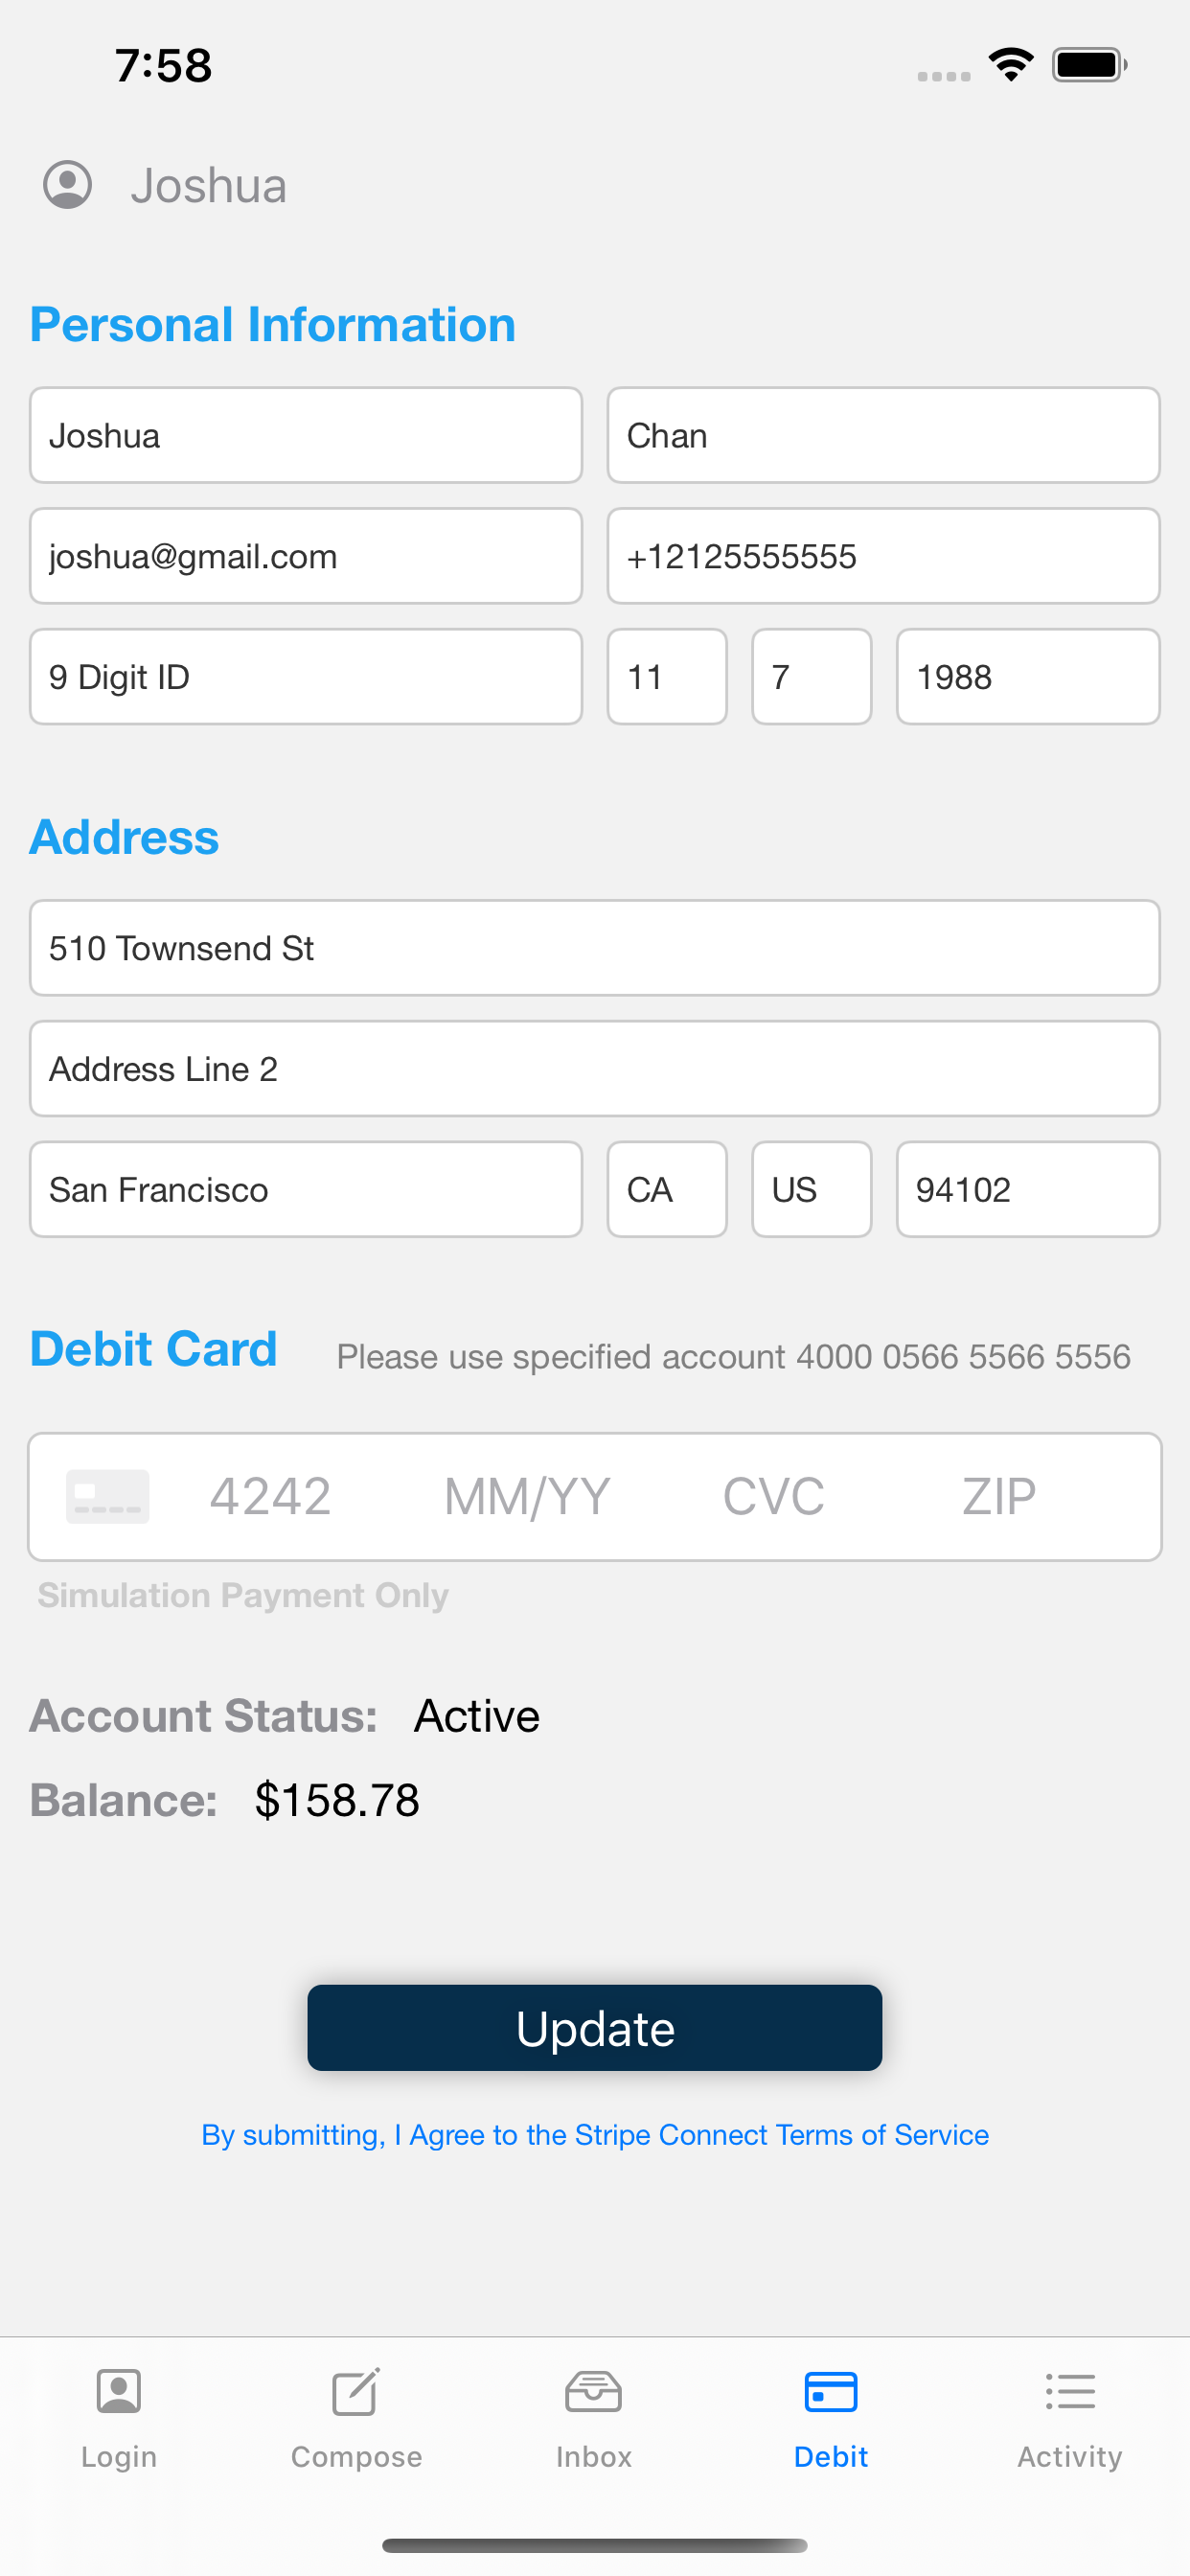 7:58
Joshua
Personal Information
Joshua Chan
joshua@gmail.com +12125555555
9 Digit ID 11 7 1988
Address
510 Townsend St
Address Line 2
San Francisco CA US 94102
Debit Card Please use specified account 4000 0566 5566 5556
4242 MM/YY CVC ZIP
Simulation Payment Only
Account Status: Active
Balance: $158.78
Update
By submitting, I Agree to the Stripe Connect Terms of Service
Login Compose Inbox Debit Activity